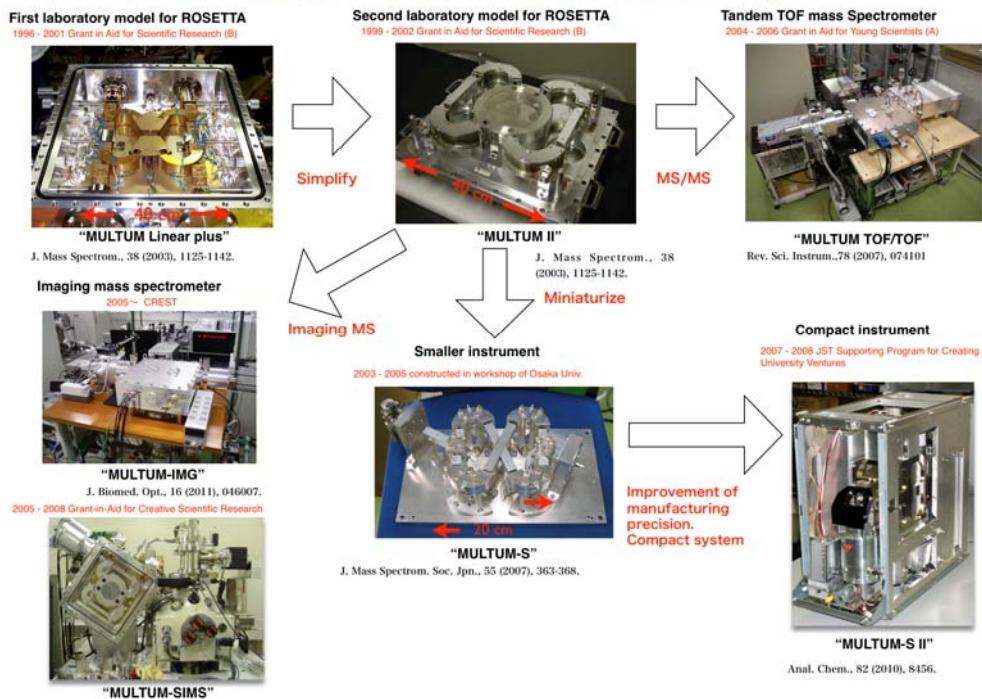 First laboratory model for ROSETTA
1996 - 2001 Grant in Aid for Scientific Research (B)
40 cm
"MULTUM Linear plus"
J. Mass Spectrom., 38 (2003), 1125-1142.
Simplify
Second laboratory model for ROSETTA
1999 - 2002 Grant in Aid for Scientific Research (B)
40 cm
"MULTUM II"
J. Mass Spectrom., 38
(2003), 1125-1142.
MS/MS
Tandem TOF mass Spectrometer
2004 - 2006 Grant in Aid for Young Scientists (A)
"MULTUM TOF/TOF"
Rev. Sci. Instrum.,78 (2007), 074101
Imaging MS
Imaging mass spectrometer
2005～ CREST
"MULTUM-IMG"
J. Biomed. Opt., 16 (2011), 046007.
2005 - 2008 Grant-in-Aid for Creative Scientific Research
"MULTUM-SIMS"
Miniaturize
Smaller instrument
2003 - 2005 constructed in workshop of Osaka Univ.
20 cm
"MULTUM-S"
J. Mass Spectrom. Soc. Jpn., 55 (2007), 363-368.
Improvement of
manufacturing
precision.
Compact system
Compact instrument
2007 - 2008 JST Supporting Program for Creating
University Ventures
"MULTUM-S II"
Anal. Chem., 82 (2010), 8456.